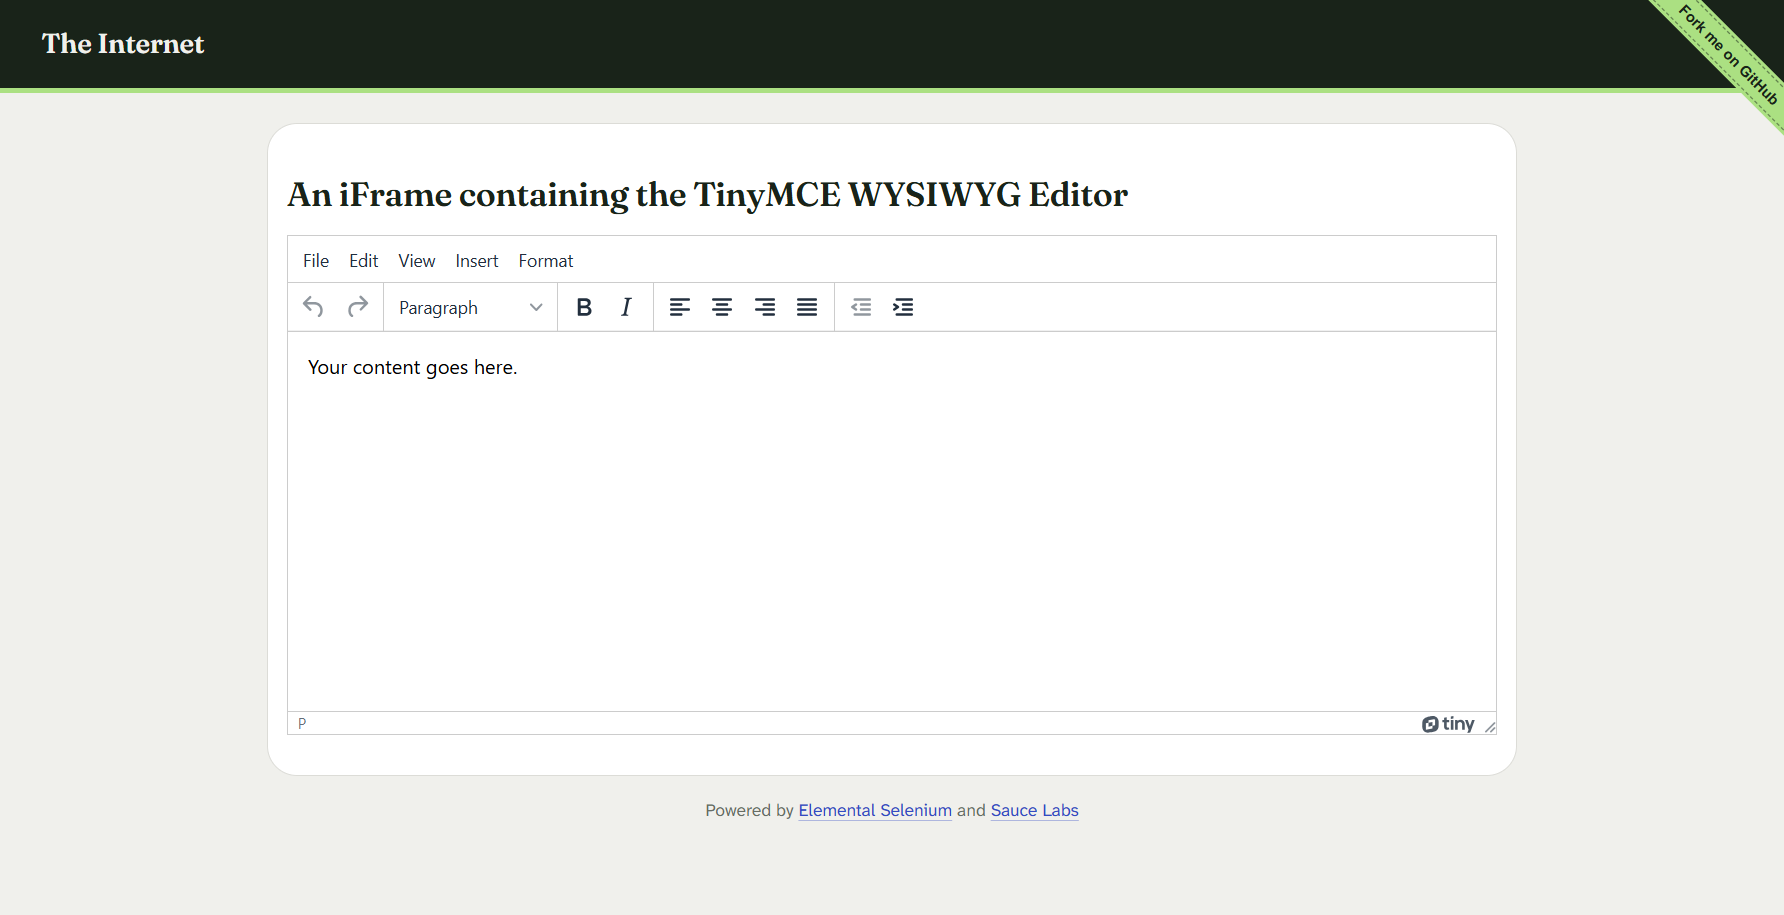 The Internet
Fork me on GitHub
An iFrame containing the TinyMCE WYSIWYG Editor
File Edit View Insert Format
Paragraph B I
Your content goes here.
P tiny
Powered by Elemental Selenium and Sauce Labs